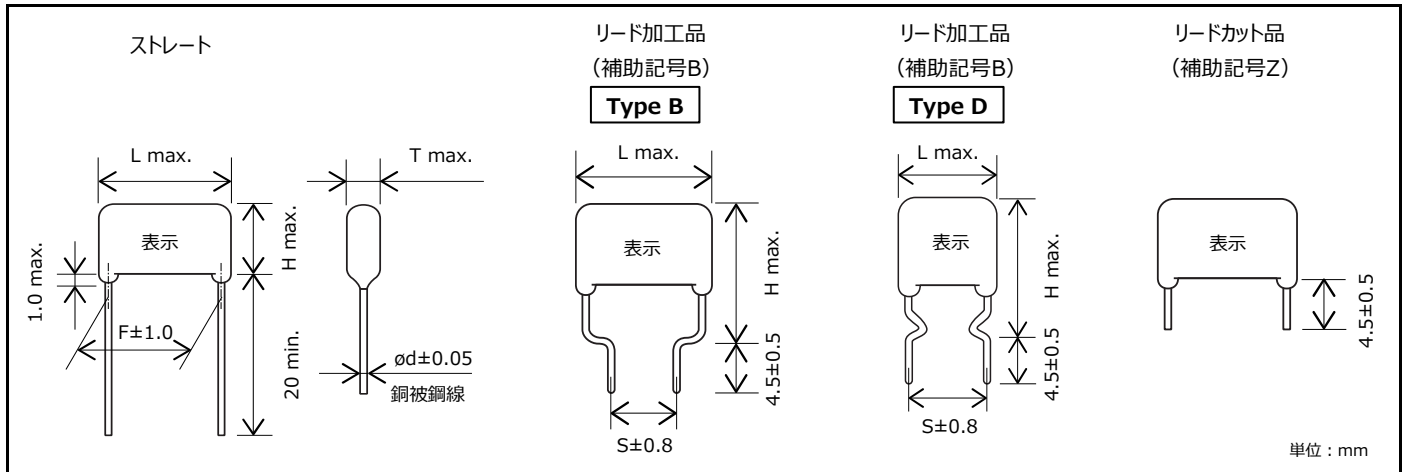 ストレート
L max.
T max.
表示
H max.
1.0 max.
F±1.0
20 min.
ød±0.05
銅被鋼線
リード加工品
（補助記号B）
Type B
L max.
表示
H max.
4.5±0.5
S±0.8
リード加工品
（補助記号B）
Type D
L max.
表示
H max.
4.5±0.5
S±0.8
リードカット品
（補助記号Z）
表示
4.5±0.5
単位：mm